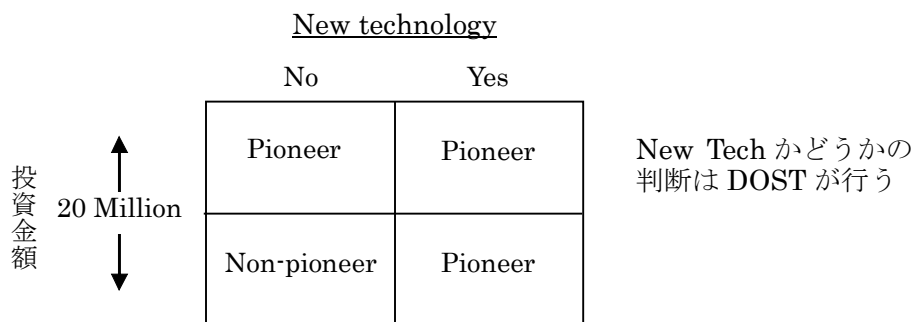 New technology
No Yes
Pioneer Pioneer
New Tech かどうかの
判断は DOST が行う
投資金額
20 Million
Non-pioneer Pioneer